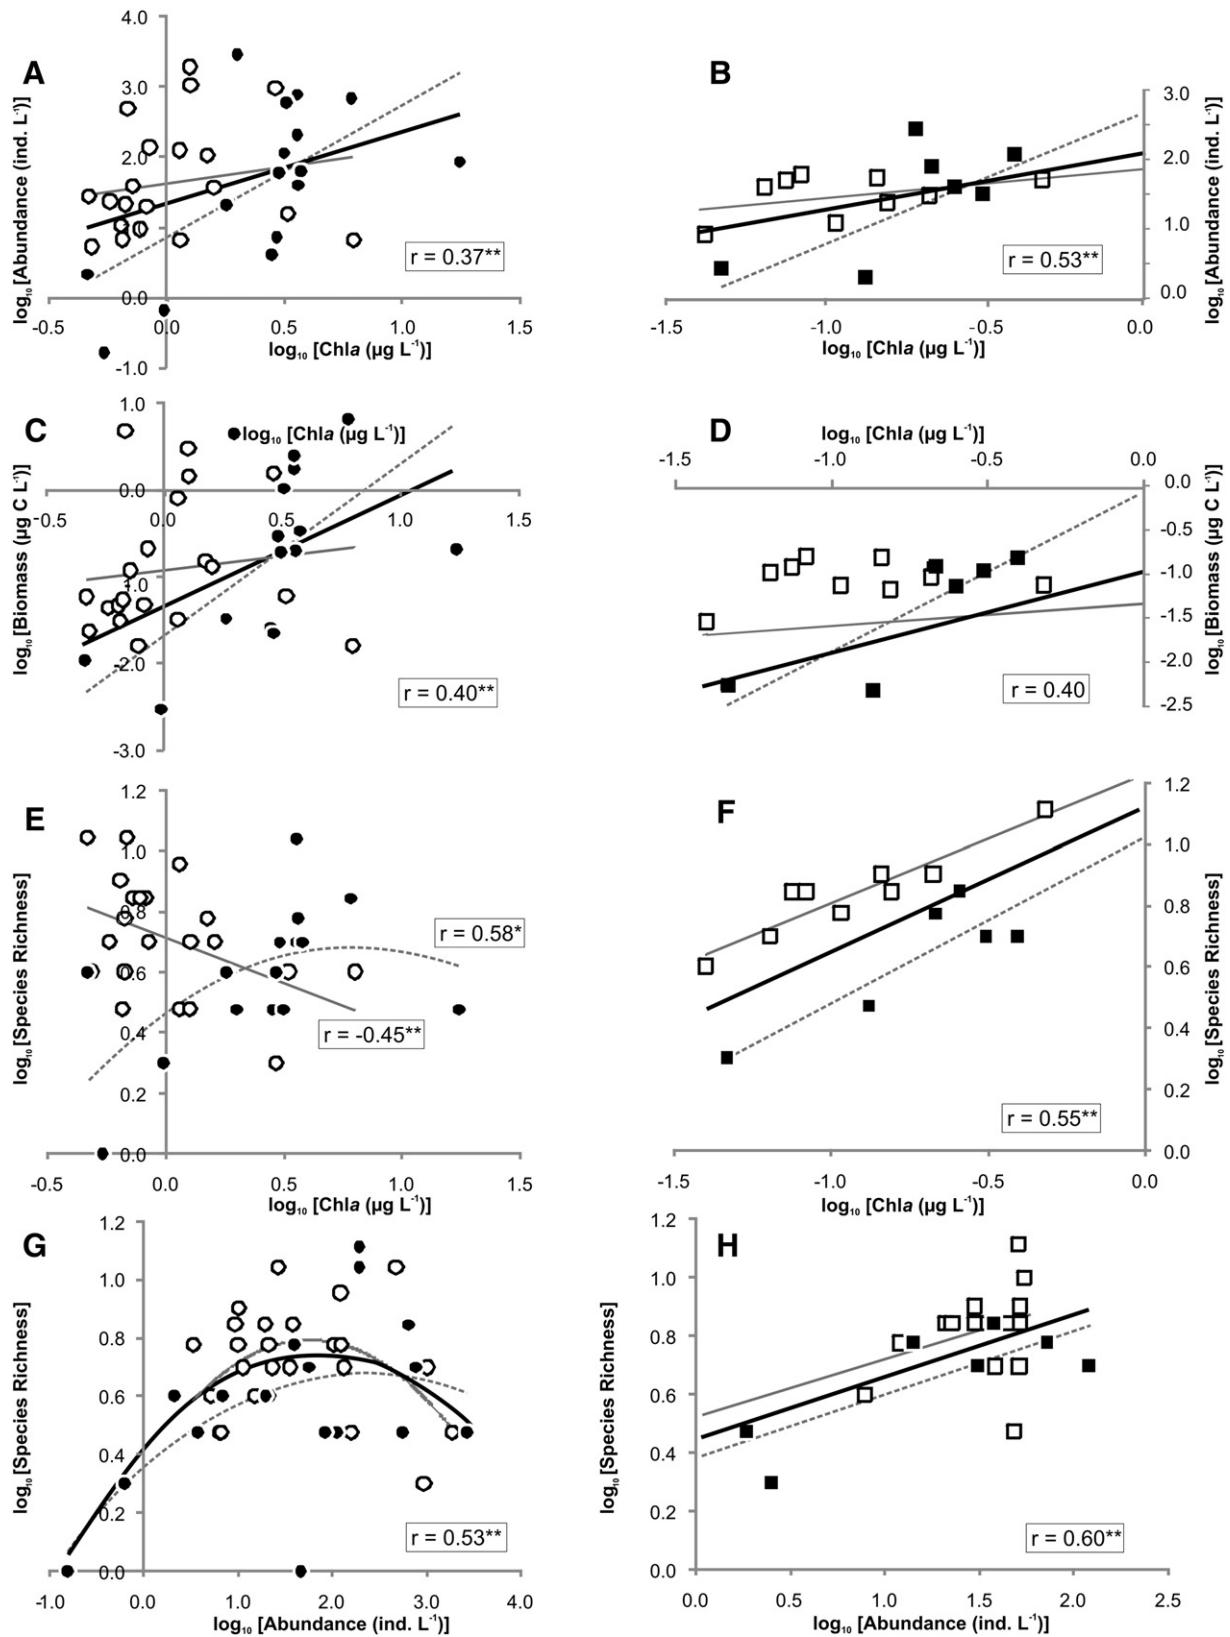 A
log₁₀ [Abundance (ind. L⁻¹)]
4.0
3.0
2.0
1.0
0.0
-1.0
-0.5
0.0
0.5
1.0
1.5
r = 0.37**
log₁₀ [Chla (µg L⁻¹)]
B
log₁₀ [Abundance (ind. L⁻¹)]
3.0
2.0
1.0
0.0
r = 0.53**
-1.5
-1.0
-0.5
0.0
log₁₀ [Chla (µg L⁻¹)]
C
log₁₀ [Biomass (µg C L⁻¹)]
1.0
0.0
1.0
-2.0
-3.0
log₁₀ [Chla (µg L⁻¹)]
-0.5
0.0
0.5
1.0
1.5
r = 0.40**
D
log₁₀ [Chla (µg L⁻¹)]
-1.5
-1.0
-0.5
0.0
0.0
-0.5
-1.0
-1.5
-2.0
-2.5
log₁₀ [Biomass (µg C L⁻¹)]
r = 0.40
E
log₁₀ [Species Richness]
1.2
1.0
0.8
0.6
0.4
0.2
0.0
r = 0.58*
r = -0.45**
-0.5
0.0
0.5
1.0
1.5
log₁₀ [Chla (µg L⁻¹)]
F
1.2
1.0
0.8
0.6
0.4
0.2
0.0
log₁₀ [Species Richness]
r = 0.55**
-1.5
-1.0
-0.5
0.0
log₁₀ [Chla (µg L⁻¹)]
G
log₁₀ [Species Richness]
1.2
1.0
0.8
0.6
0.4
0.2
0.0
r = 0.53**
-1.0
0.0
1.0
2.0
3.0
4.0
log₁₀ [Abundance (ind. L⁻¹)]
H
log₁₀ [Species Richness]
1.2
1.0
0.8
0.6
0.4
0.2
0.0
r = 0.60**
0.0
0.5
1.0
1.5
2.0
2.5
log₁₀ [Abundance (ind. L⁻¹)]